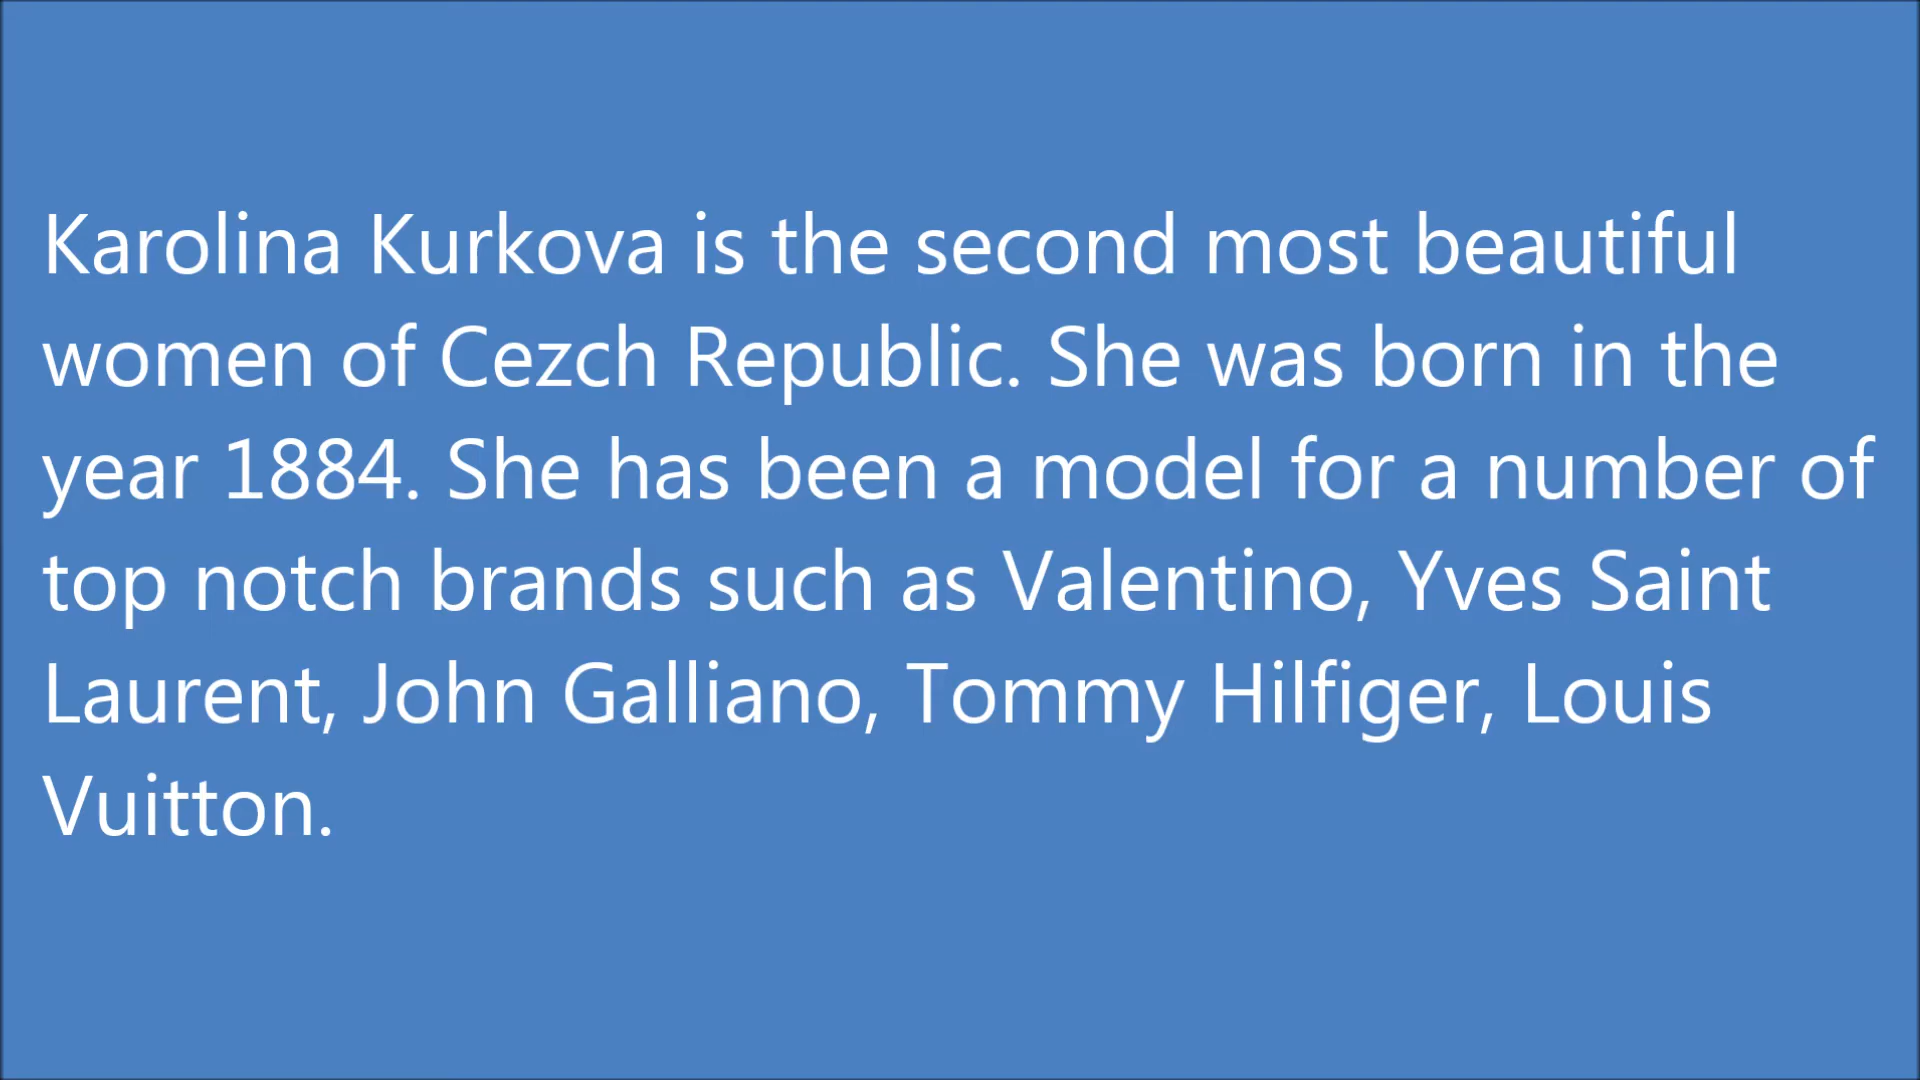 Karolina Kurkova is the second most beautiful
women of Cezch Republic. She was born in the
year 1884. She has been a model for a number of
top notch brands such as Valentino, Yves Saint
Laurent, John Galliano, Tommy Hilfiger, Louis
Vuitton.